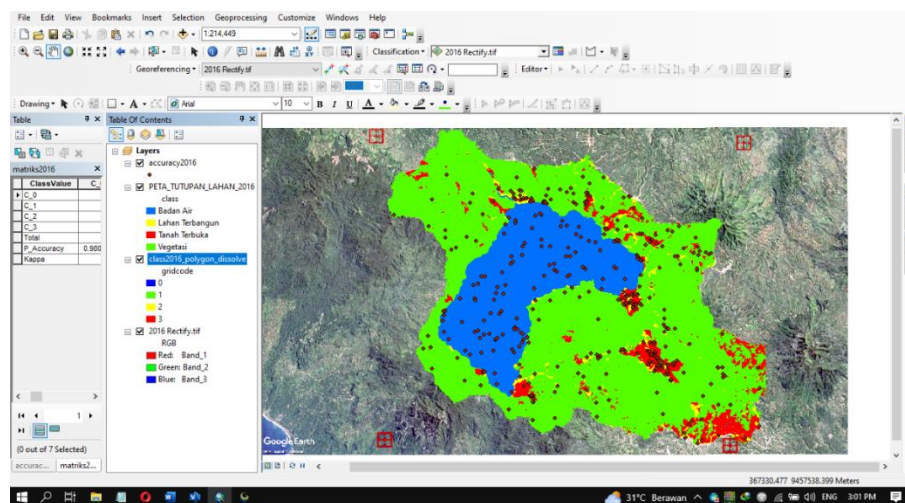 File Edit View Bookmarks Insert Selection Geoprocessing Customize Windows Help
1:214,449
Classification 2016 Rectify.tif
Georeferencing 2016 Rectify.tif Editor
Drawing A Arial 10 B I U A
Table Table Of Contents
matriks2016
ClassValue C_
C_0
C_1
C_2
C_3
Total
P_Accuracy 0.980
Kappa
Layers
accuracy2016
PETA_TUTUPAN_LAHAN_2016
class
Badan Air
Lahan Terbangun
Tanah Terbuka
Vegetasi
class2016_polygon_dissolve
gridcode
0
1
2
3
2016 Rectify.tif
RGB
Red: Band_1
Green: Band_2
Blue: Band_3
Google Earth
1
(0 out of 7 Selected)
accurac... matriks2...
367330.477 9457538.399 Meters
31°C Berawan ENG 3:01 PM